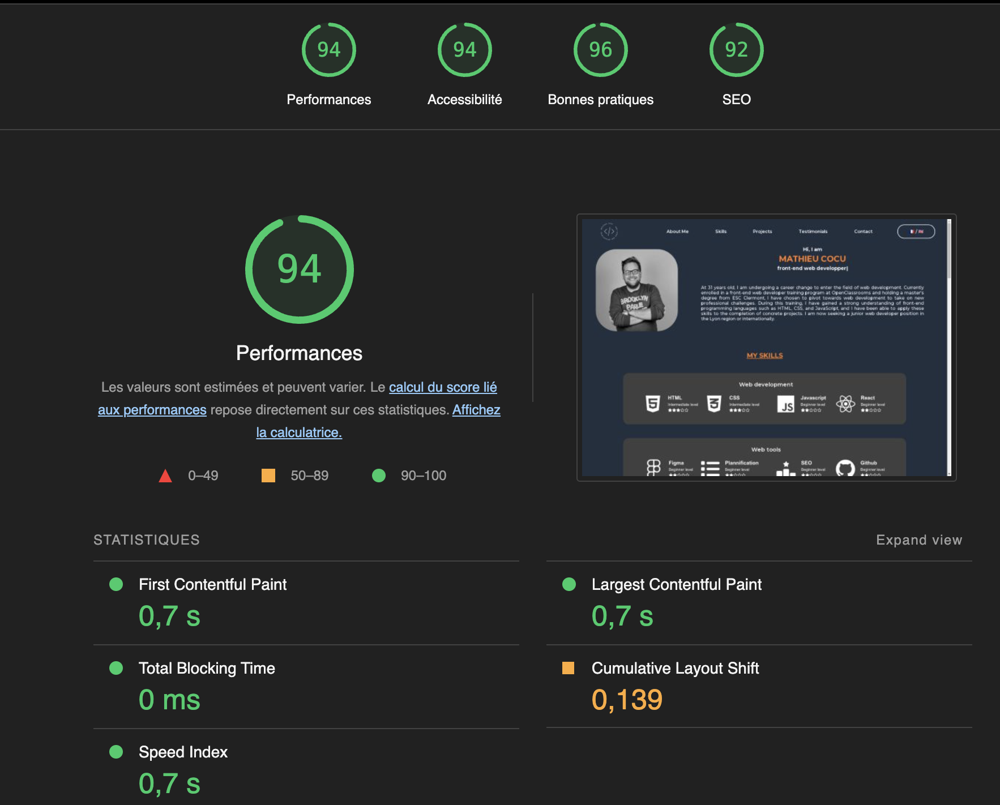 94 94 96 92
Performances Accessibilité Bonnes pratiques SEO
94
Performances
Les valeurs sont estimées et peuvent varier. Le calcul du score lié
aux performances repose directement sur ces statistiques. Affichez
la calculatrice.
0–49 50–89 90–100
</> About Me Skills Projects Testimonials Contact /
Hi, I am
MATHIEU COCU
front-end web developper|
BROOKLYN
PARLE
At 31 years old, I am undergoing a career change to enter the field of web development. Currently
enrolled in a front-end web developer training program at OpenClassrooms and holding a master's
degree from ESC Clermont, I have chosen to pivot towards web development to take on new
professional challenges. During this training, I have gained a strong understanding of front-end
programming languages such as HTML, CSS, and JavaScript, and I have been able to apply these
skills to the completion of concrete projects. I am now seeking a junior web developer position in
the Lyon region or internationally.
MY SKILLS
Web development
HTML CSS JS Javascript React
Intermediate level Intermediate level Beginner level Beginner level
Web tools
Figma Plannification SEO Github
Beginner level Beginner level Beginner level Beginner level
STATISTIQUES Expand view
First Contentful Paint
0,7 s
Largest Contentful Paint
0,7 s
Total Blocking Time
0 ms
Cumulative Layout Shift
0,139
Speed Index
0,7 s